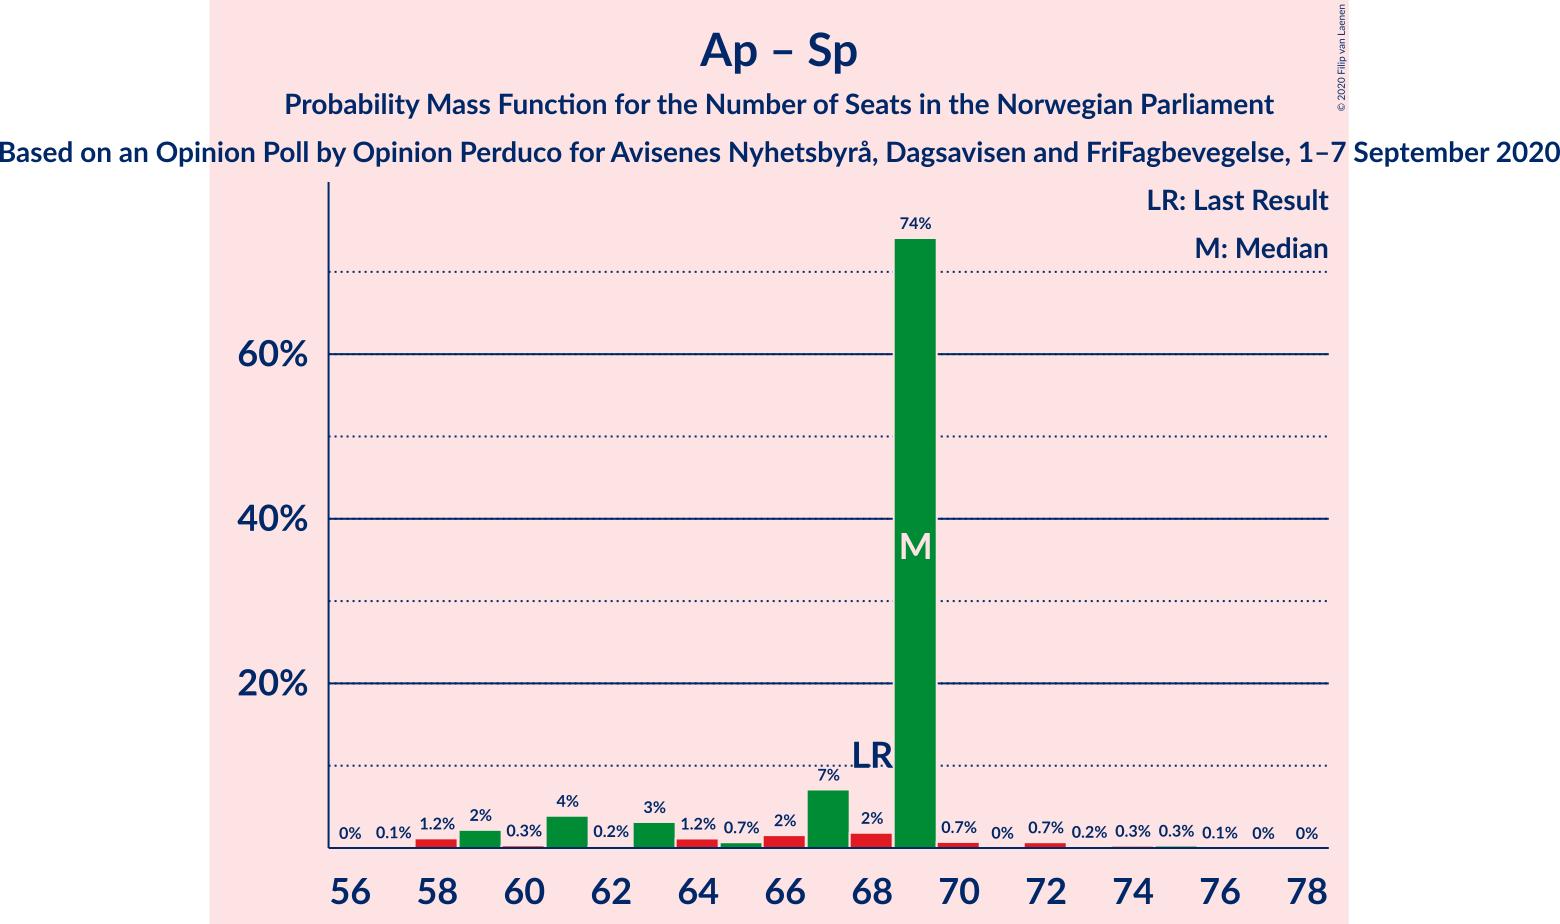 Ap – Sp
Probability Mass Function for the Number of Seats in the Norwegian Parliament
Based on an Opinion Poll by Opinion Perduco for Avisenes Nyhetsbyrå, Dagsavisen and FriFagbevegelse, 1–7 September 2020
© 2020 Filip van Laenen
LR: Last Result
M: Median
60%
40%
20%
0% 0.1% 1.2% 2% 0.3% 4% 0.2% 3% 1.2% 0.7% 2% 7% 2% 74% 0.7% 0% 0.7% 0.2% 0.3% 0.3% 0.1% 0% 0%
LR
M
56 58 60 62 64 66 68 70 72 74 76 78